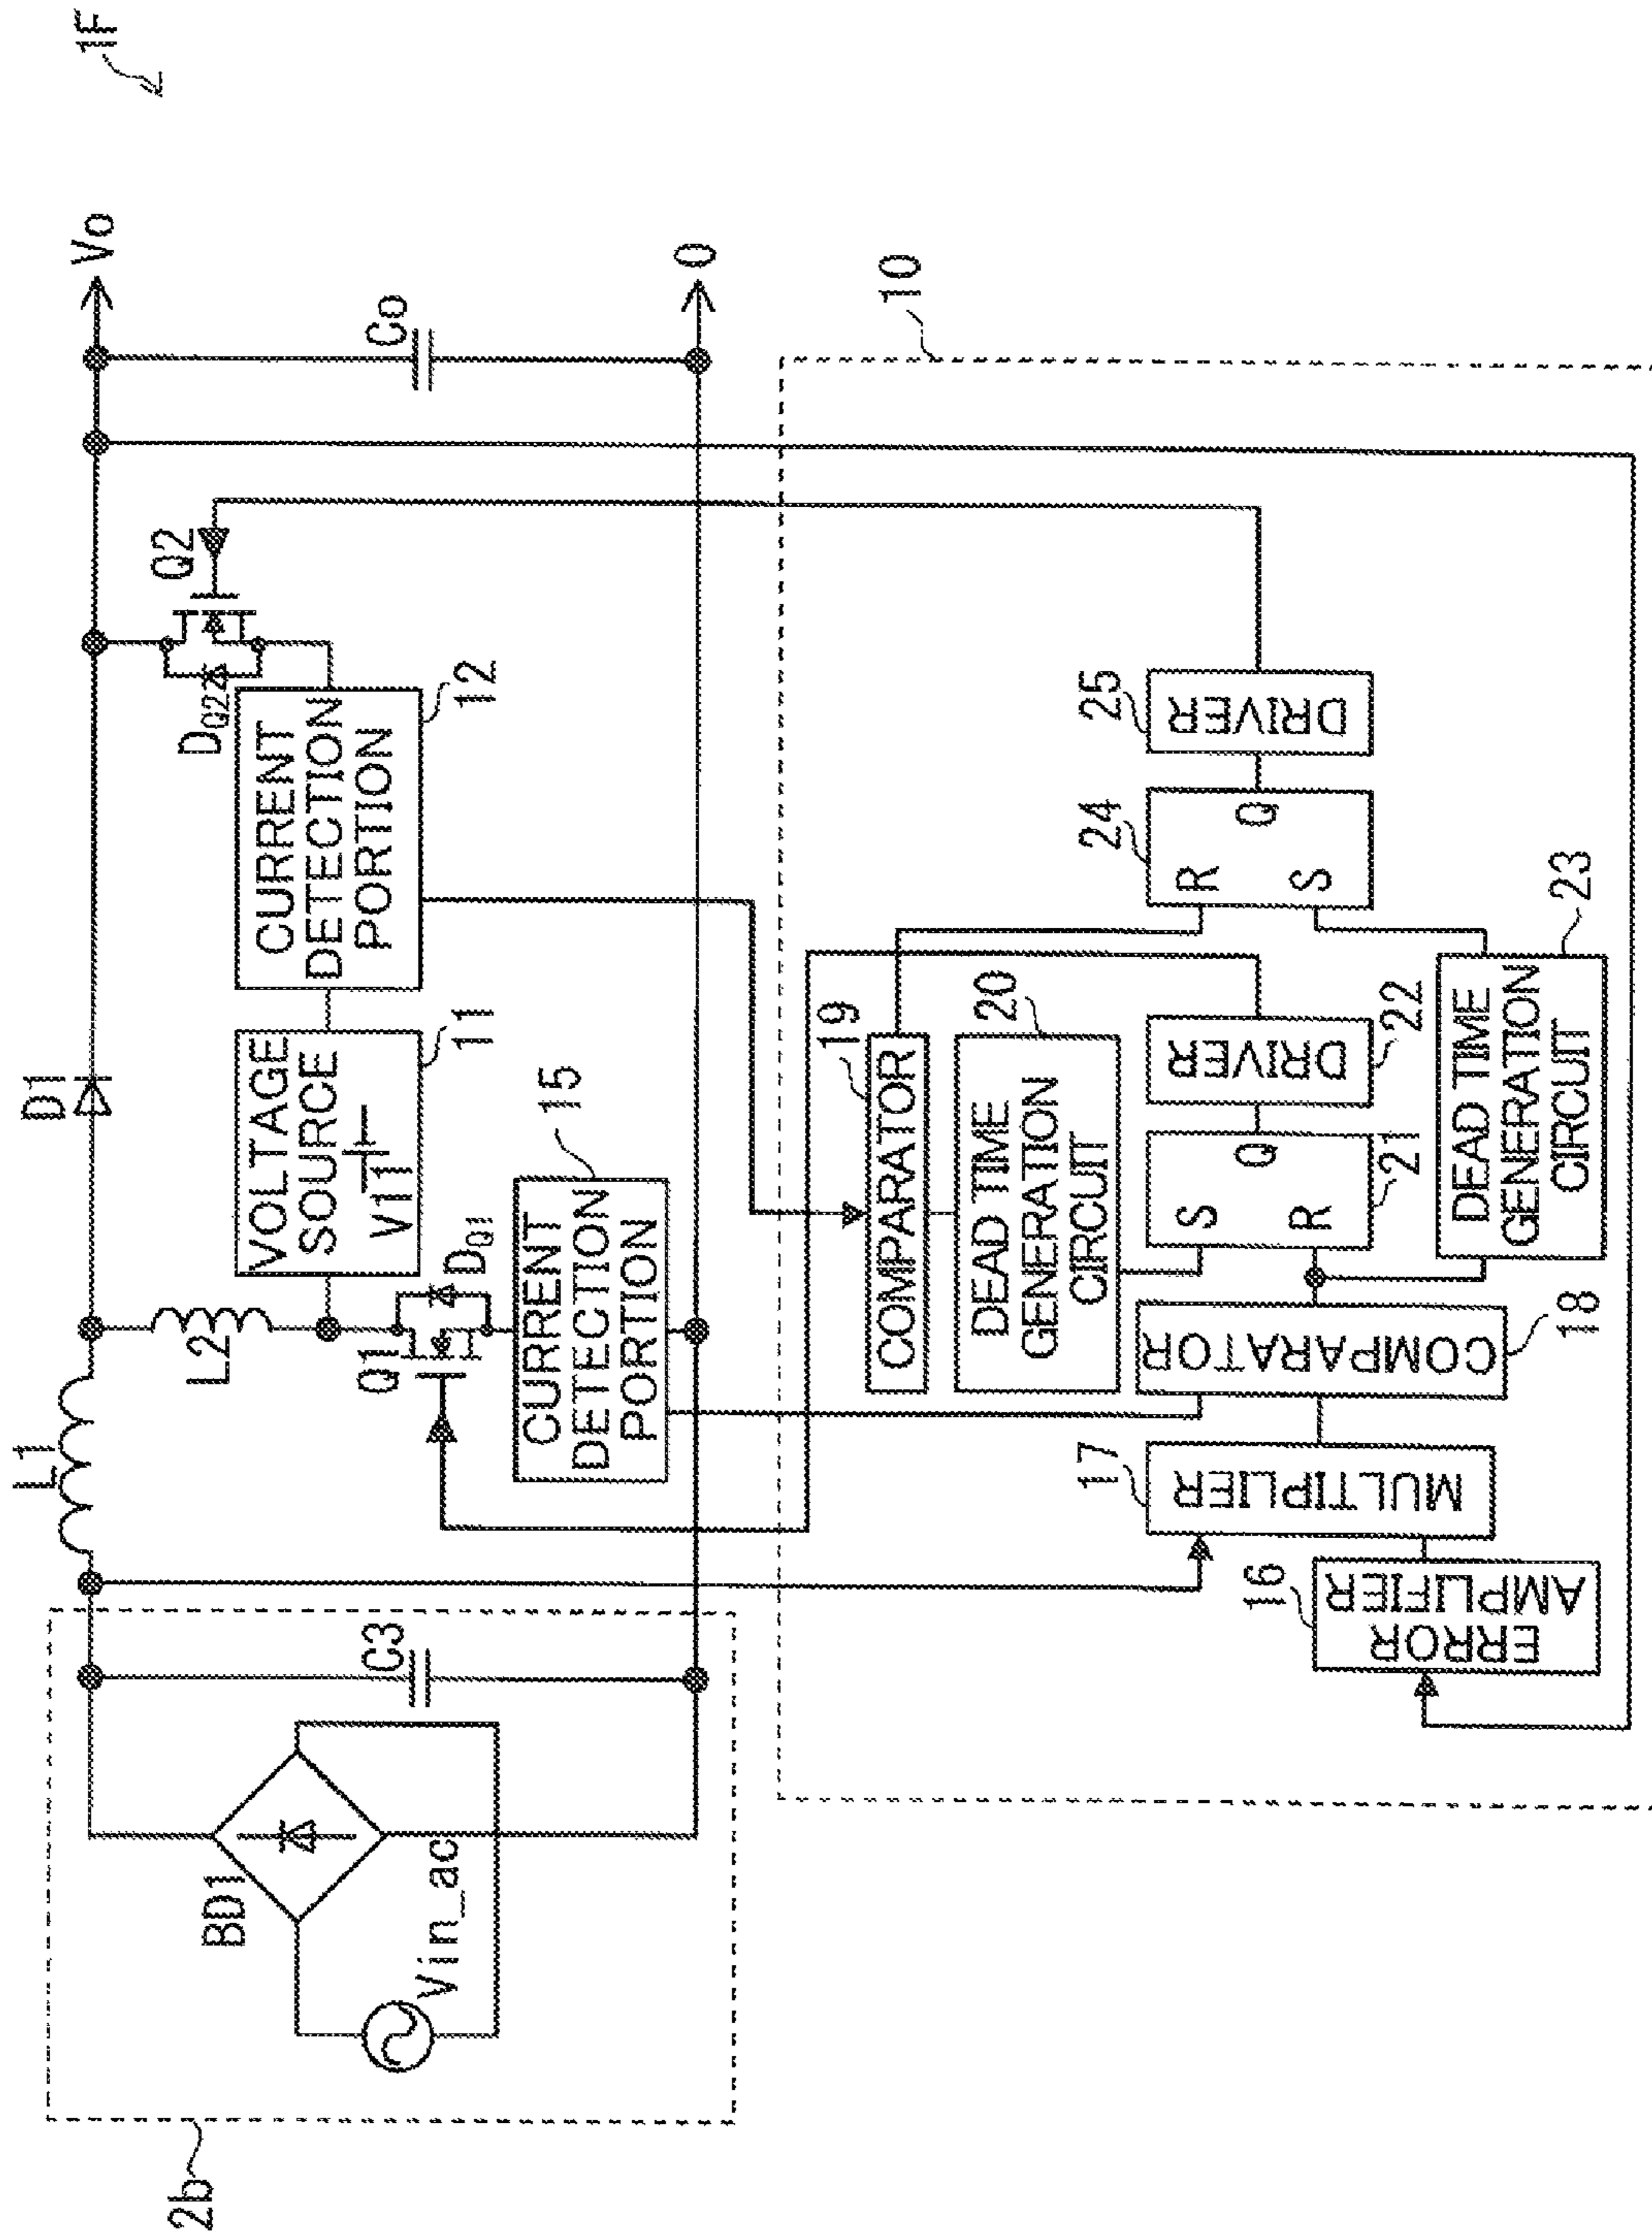 1F
L1
D1
Vo
L2
VOLTAGE
SOURCE
V11
11
CURRENT
DETECTION
PORTION
12
Q2
DQ2
Co
Q1
DQ1
CURRENT
DETECTION
PORTION
15
0
BD1
C3
Vin_ac
2b
10
COMPARATOR
19
DEAD TIME
GENERATION
CIRCUIT
20
ERROR
AMPLIFIER
16
MULTIPLIER
17
COMPARATOR
18
S
R
Q
21
DRIVER
22
DEAD TIME
GENERATION
CIRCUIT
23
R
S
Q
24
DRIVER
25